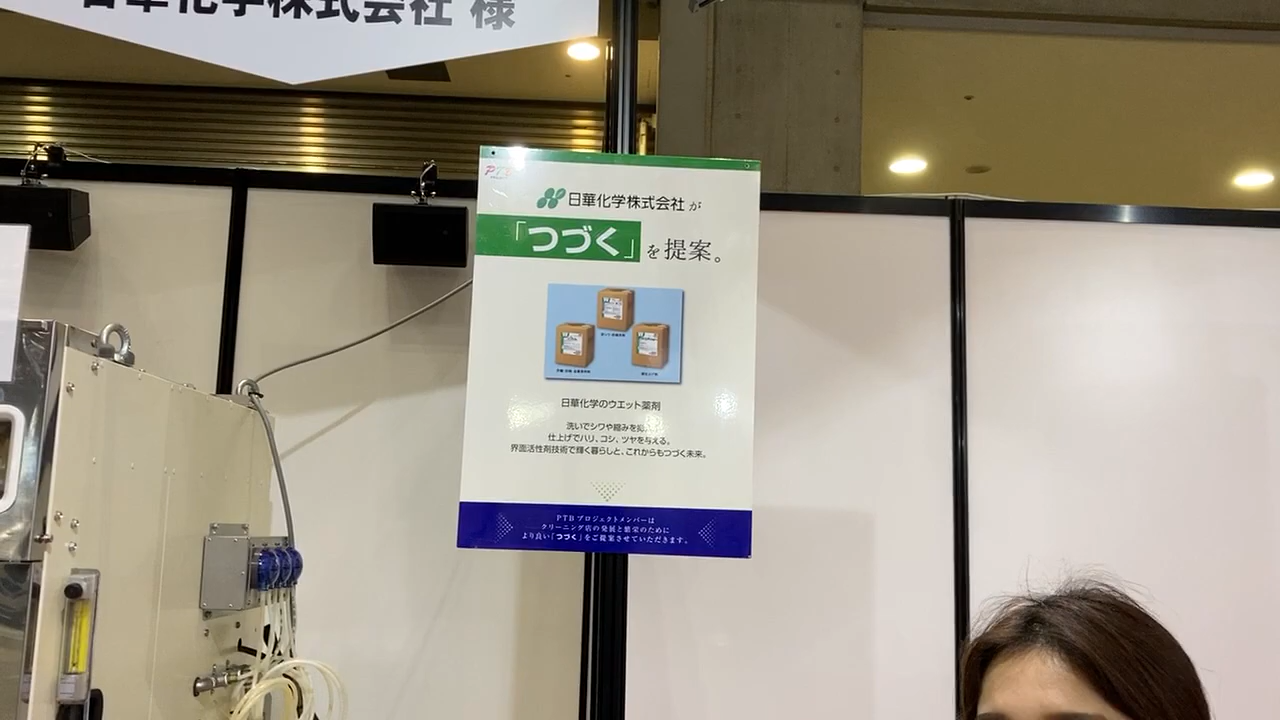 日華化学株式会社 様
PTB
日華化学株式会社 が
「つづく」を提案。
日華化学のウエット薬剤
洗いでシワや縮みを抑
仕上げでハリ、コシ、ツヤを与える。
界面活性剤技術で輝く暮らしと、これからもつづく未来。
PTB プロジェクトメンバーは
クリーニング店の発展と繁栄のために
より良い「つづく」をご提案させていただきます。